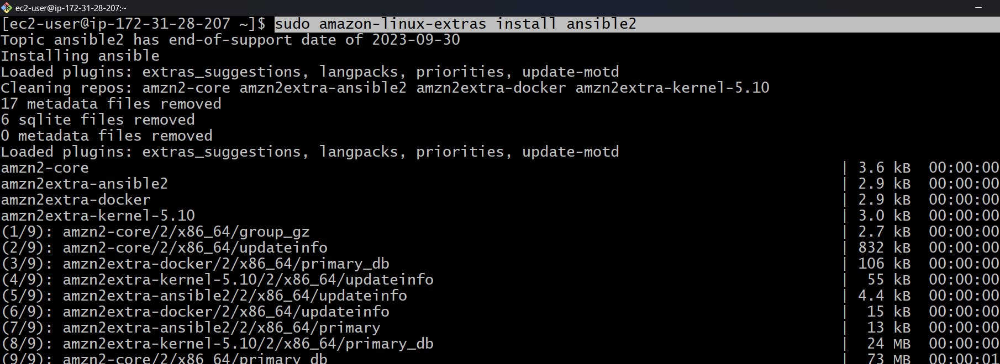 ec2-user@ip-172-31-28-207:~
[ec2-user@ip-172-31-28-207 ~]$ sudo amazon-linux-extras install ansible2
Topic ansible2 has end-of-support date of 2023-09-30
Installing ansible
Loaded plugins: extras_suggestions, langpacks, priorities, update-motd
Cleaning repos: amzn2-core amzn2extra-ansible2 amzn2extra-docker amzn2extra-kernel-5.10
17 metadata files removed
6 sqlite files removed
0 metadata files removed
Loaded plugins: extras_suggestions, langpacks, priorities, update-motd
amzn2-core | 3.6 kB 00:00:00
amzn2extra-ansible2 | 2.9 kB 00:00:00
amzn2extra-docker | 2.9 kB 00:00:00
amzn2extra-kernel-5.10 | 3.0 kB 00:00:00
(1/9): amzn2-core/2/x86_64/group_gz | 2.7 kB 00:00:00
(2/9): amzn2-core/2/x86_64/updateinfo | 832 kB 00:00:00
(3/9): amzn2extra-docker/2/x86_64/primary_db | 106 kB 00:00:00
(4/9): amzn2extra-kernel-5.10/2/x86_64/updateinfo | 55 kB 00:00:00
(5/9): amzn2extra-ansible2/2/x86_64/updateinfo | 4.4 kB 00:00:00
(6/9): amzn2extra-docker/2/x86_64/updateinfo | 15 kB 00:00:00
(7/9): amzn2extra-ansible2/2/x86_64/primary | 13 kB 00:00:00
(8/9): amzn2extra-kernel-5.10/2/x86_64/primary_db | 24 MB 00:00:00
(9/9): amzn2-core/2/x86_64/primary_db | 73 MB 00:00:01